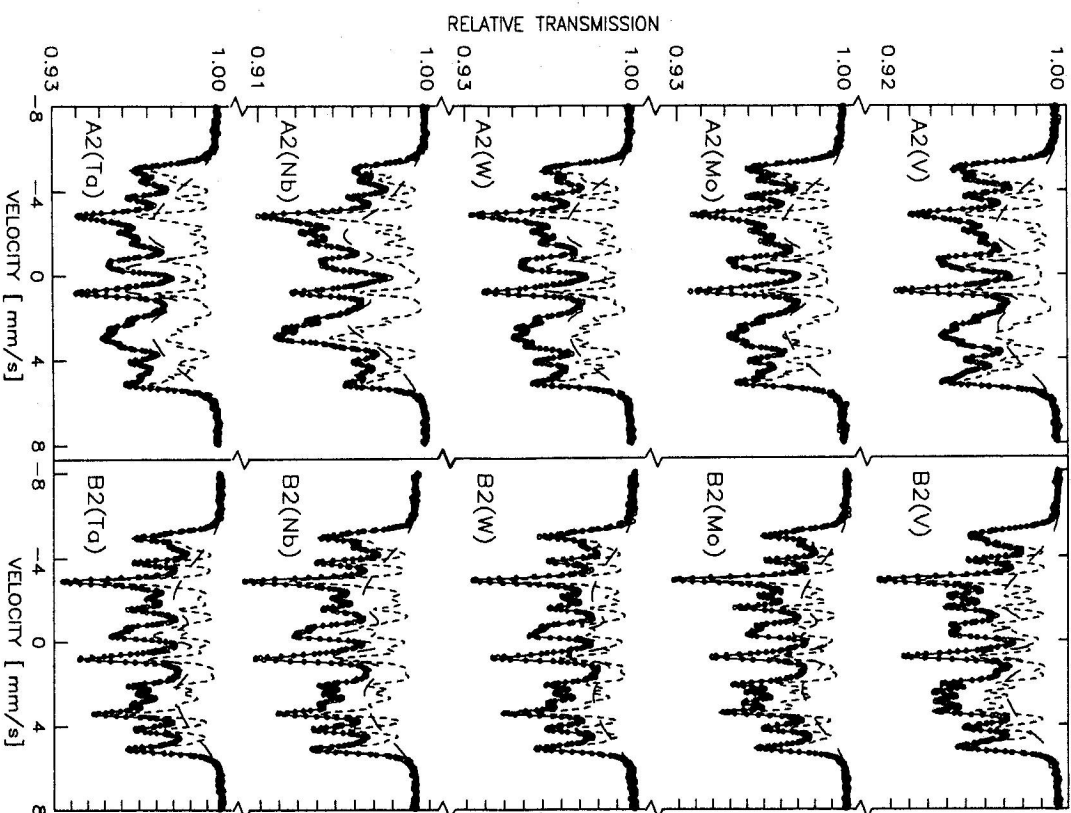 RELATIVE TRANSMISSION
0.93
1.00
0.91
1.00
0.93
1.00
0.93
1.00
0.92
1.00
-8
-4
0
4
8
-8
-4
0
4
8
VELOCITY [mm/s]
VELOCITY [mm/s]
A2(Ta)
A2(Nb)
A2(W)
A2(Mo)
A2(V)
B2(Ta)
B2(Nb)
B2(W)
B2(Mo)
B2(V)